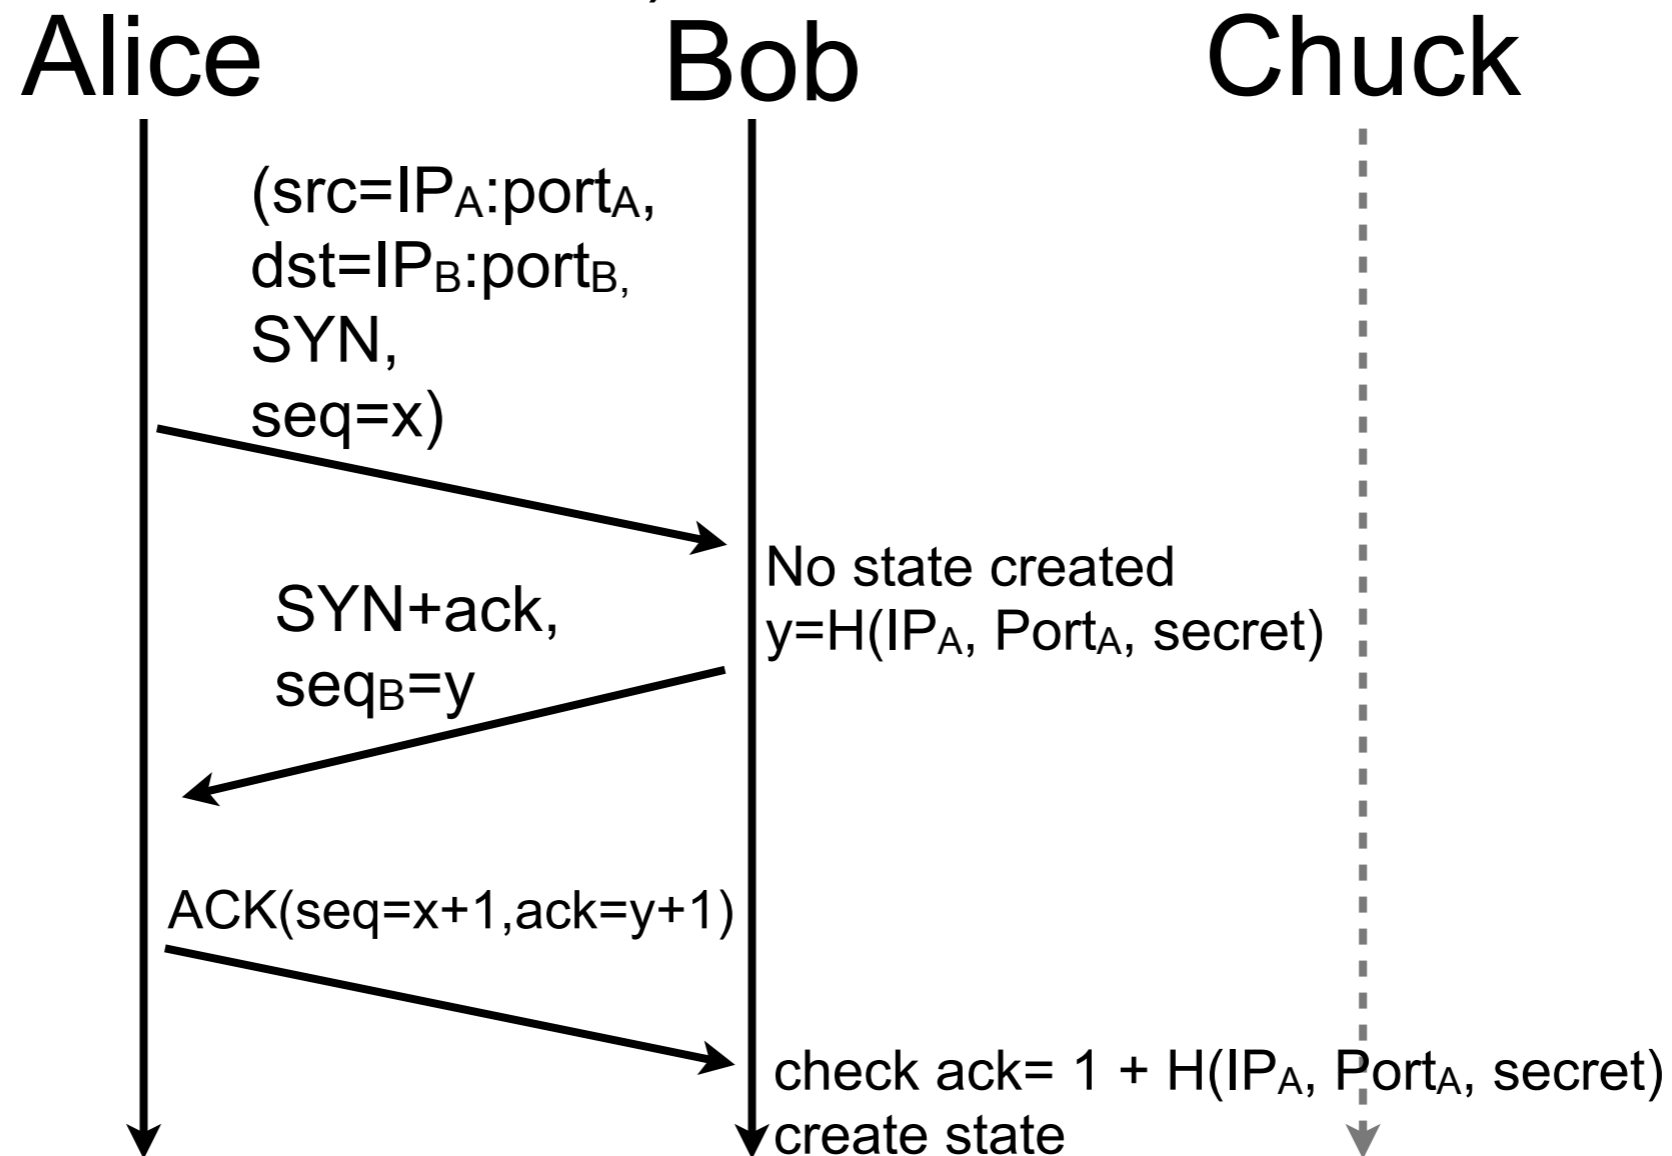 Alice Bob Chuck
(src=IPA:portA,
dst=IPB:portB,
SYN,
seq=x)
No state created
y=H(IPA, PortA, secret)
SYN+ack,
seqB=y
ACK(seq=x+1,ack=y+1)
check ack= 1 + H(IPA, PortA, secret)
create state